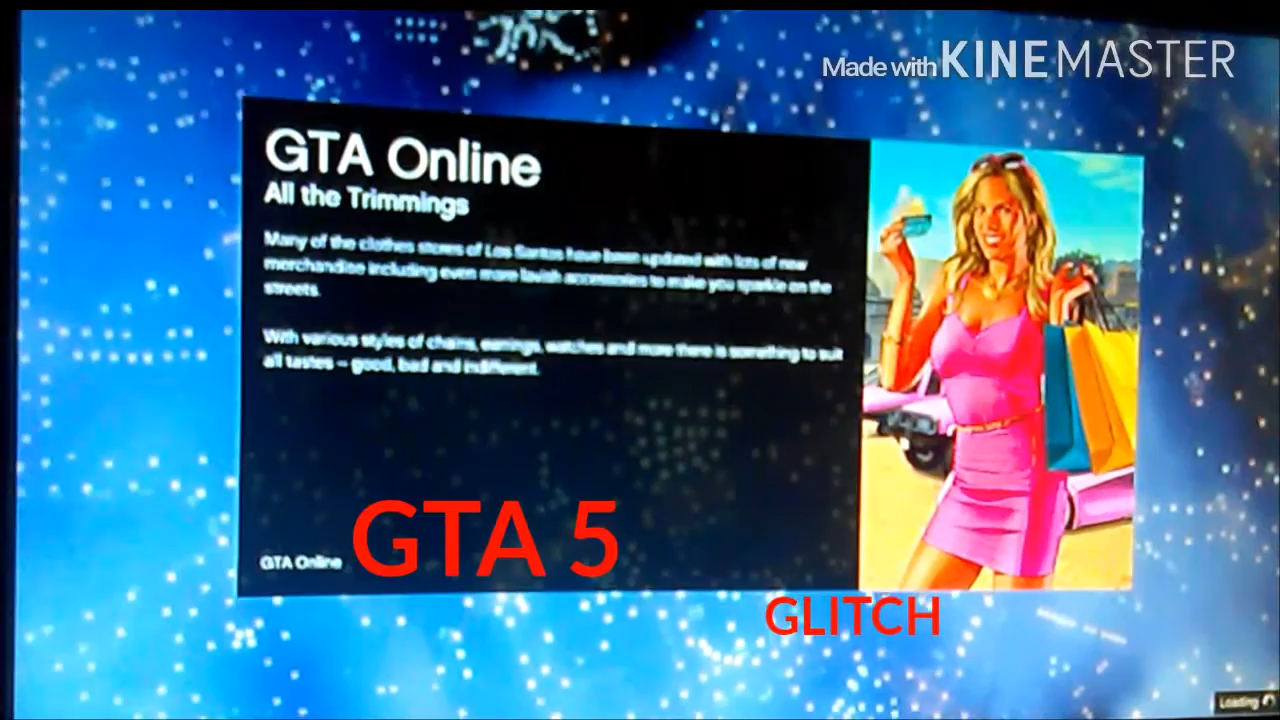 Made with KINEMASTER
GTA Online
All the Trimmings
Many of the clothes stores of Los Santos have been updated with lots of new
merchandise including even more lavish accessories to make you sparkle on the
streets.
With various styles of chains, earrings, watches and more there is something to suit
all tastes – good, bad and indifferent.
GTA Online
GTA 5
GLITCH
Loading